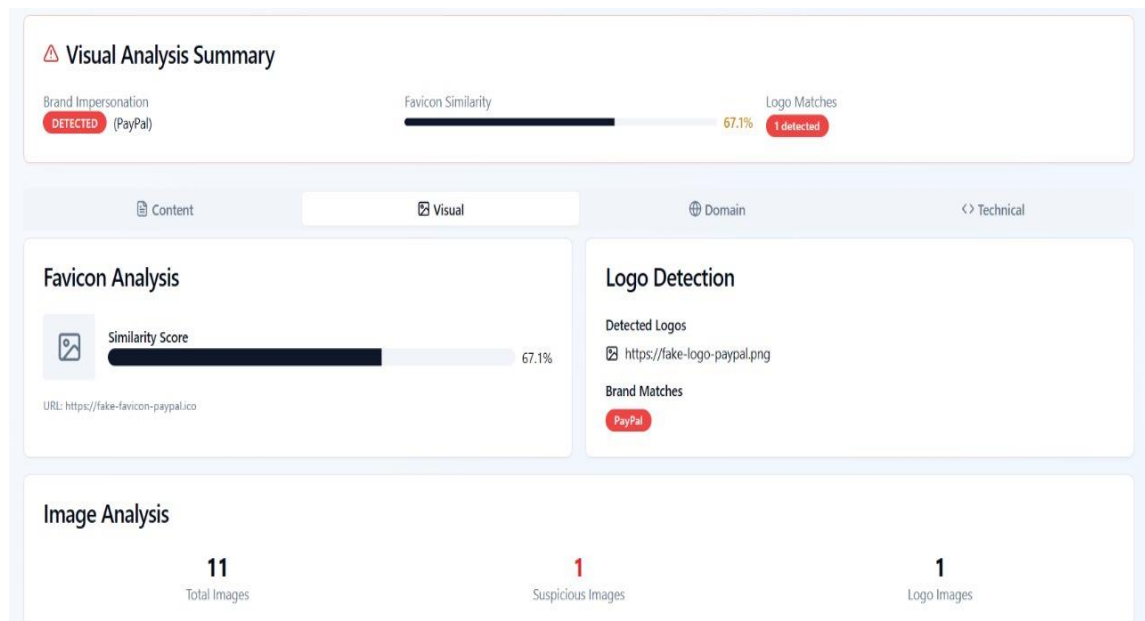 Visual Analysis Summary
Brand Impersonation
DETECTED (PayPal)
Favicon Similarity
67.1%
Logo Matches
1 detected
Content
Visual
Domain
<> Technical
Favicon Analysis
Similarity Score
67.1%
URL: https://fake-favicon-paypal.ico
Logo Detection
Detected Logos
https://fake-logo-paypal.png
Brand Matches
PayPal
Image Analysis
11
Total Images
1
Suspicious Images
1
Logo Images